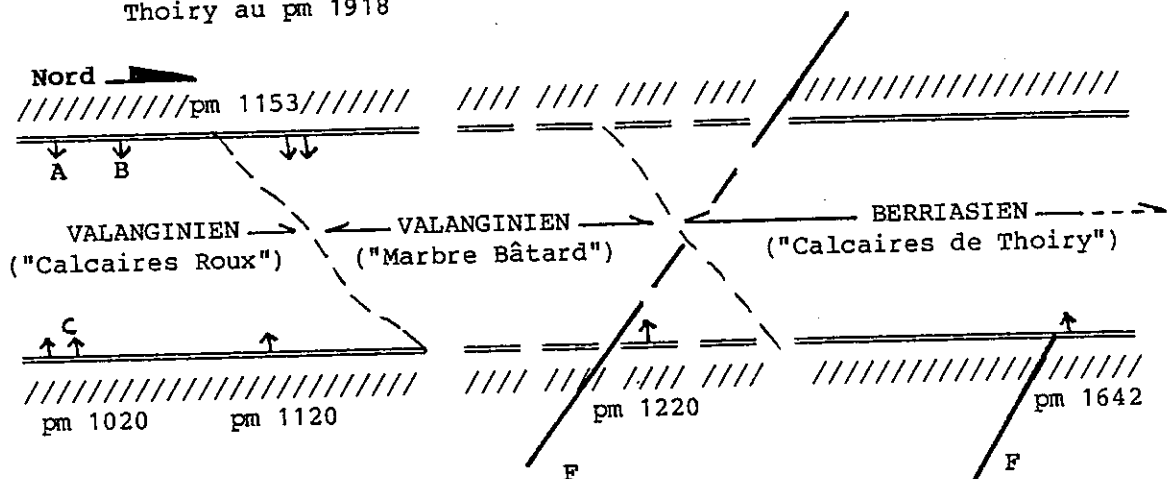 Thoiry au pm 1918
Nord
pm 1153
A B
VALANGINIEN VALANGINIEN BERRIASIEN
("Calcaires Roux") ("Marbre Bâtard") ("Calcaires de Thoiry")
C
pm 1020 pm 1120 pm 1220 pm 1642
F F